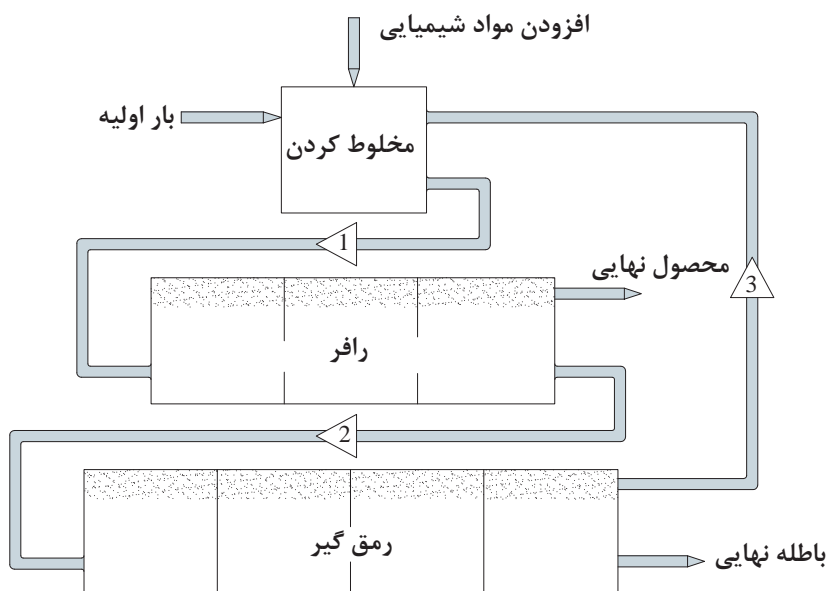 افزودن مواد شیمیایی
بار اولیه
مخلوط کردن
1
محصول نهایی
3
رافر
2
رمق گیر
باطله نهایی